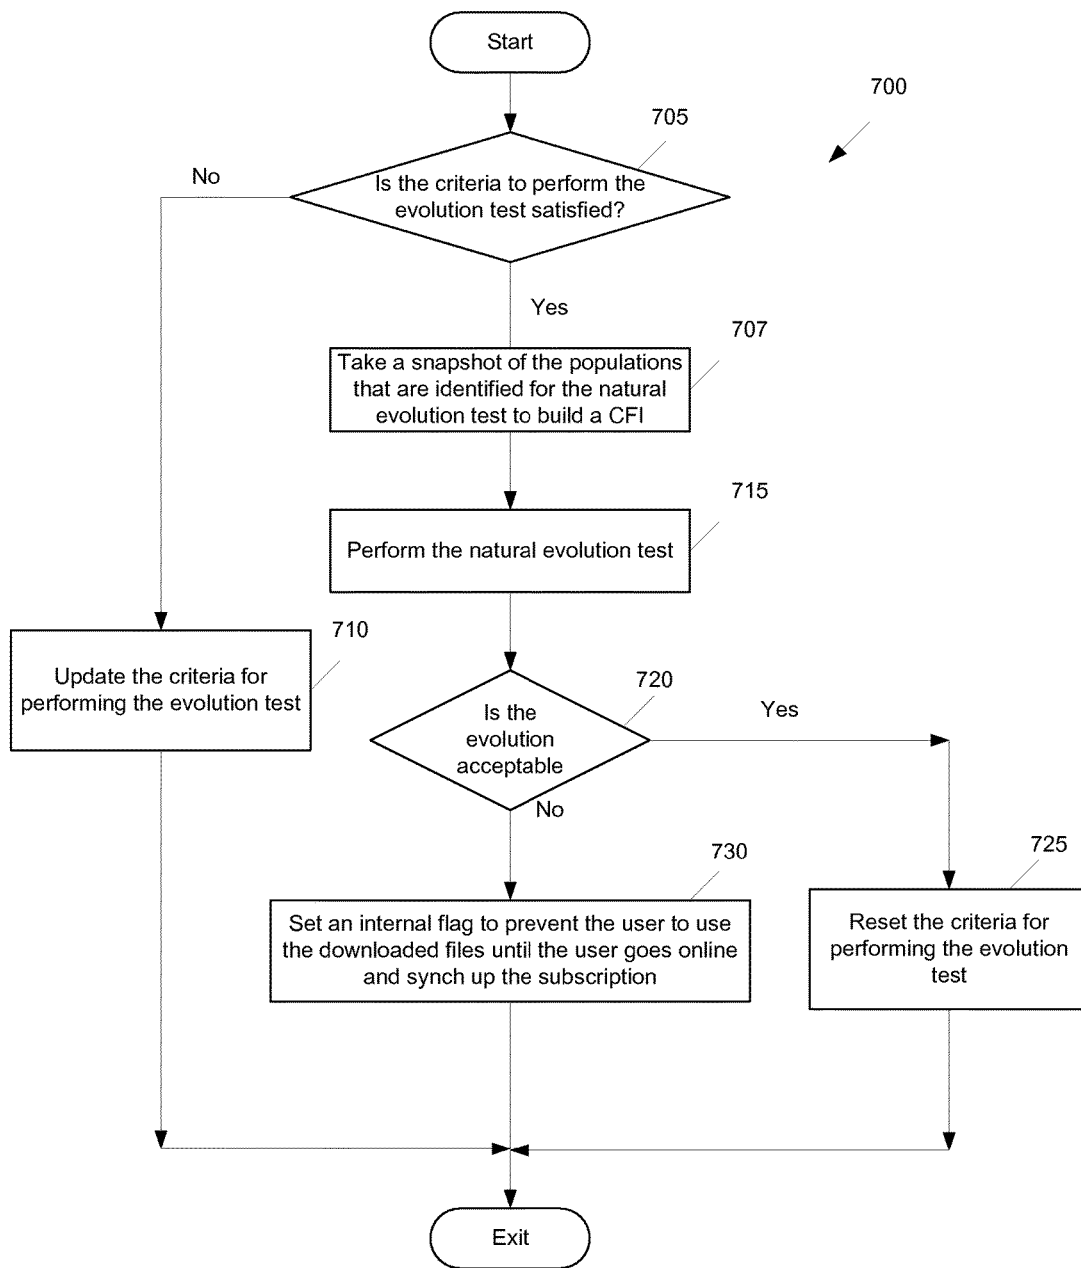 Start
700
705
No
Is the criteria to perform the
evolution test satisfied?
Yes
707
Take a snapshot of the populations
that are identified for the natural
evolution test to build a CFI
715
Perform the natural evolution test
710
Update the criteria for
performing the evolution test
720
Yes
Is the
evolution
acceptable
No
730
725
Set an internal flag to prevent the user to use
the downloaded files until the user goes online
and synch up the subscription
Reset the criteria for
performing the evolution
test
Exit